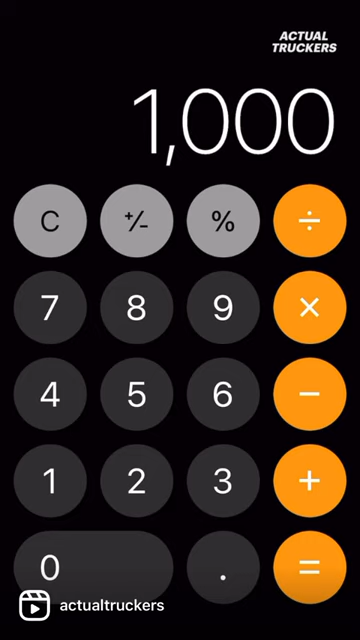 ACTUAL
TRUCKERS
1,000
C +/- % ÷
7 8 9 ×
4 5 6 −
1 2 3 +
0 . =
actualtruckers